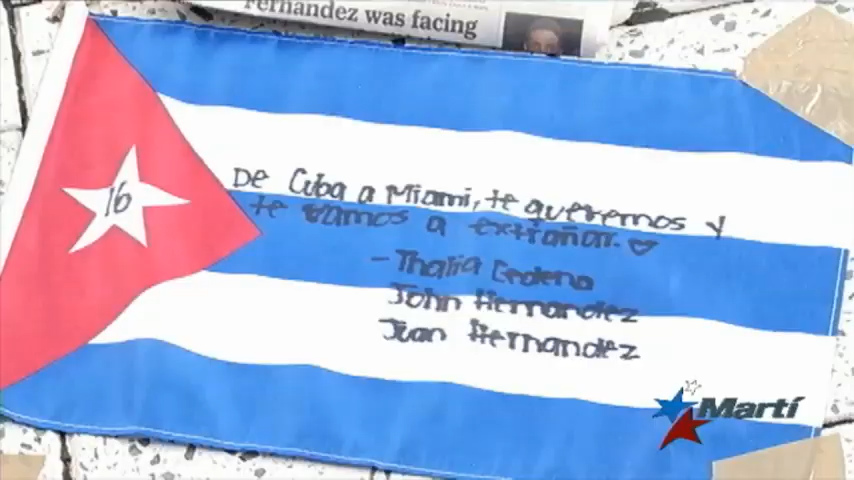 Fernandez was facing
16
De Cuba a Miami, te queremos y
te vamos a extrañar.
- Thalia
John Hernandez
Juan Hernandez
Martí